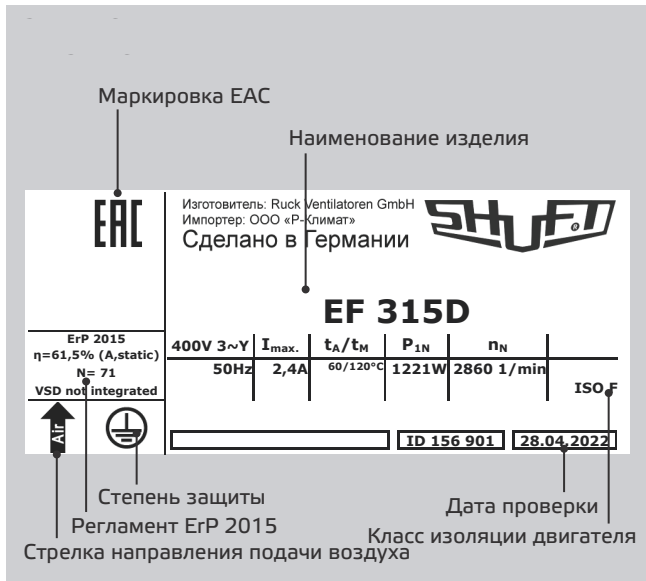 Маркировка EAC
Наименование изделия
EAC
Изготовитель: Ruck Ventilatoren GmbH
Импортер: ООО «Р-Климат»
Сделано в Германии
SHUFT
®
EF 315D
ErP 2015
η=61,5% (A,static)
N= 71
VSD not integrated
400V 3~Y Imax. tA/tM P1N nN
50Hz 2,4A 60/120°C 1221W 2860 1/min
ISO F
Air
ID 156 901 28.04.2022
Степень защиты
Дата проверки
Регламент ErP 2015
Класс изоляции двигателя
Стрелка направления подачи воздуха